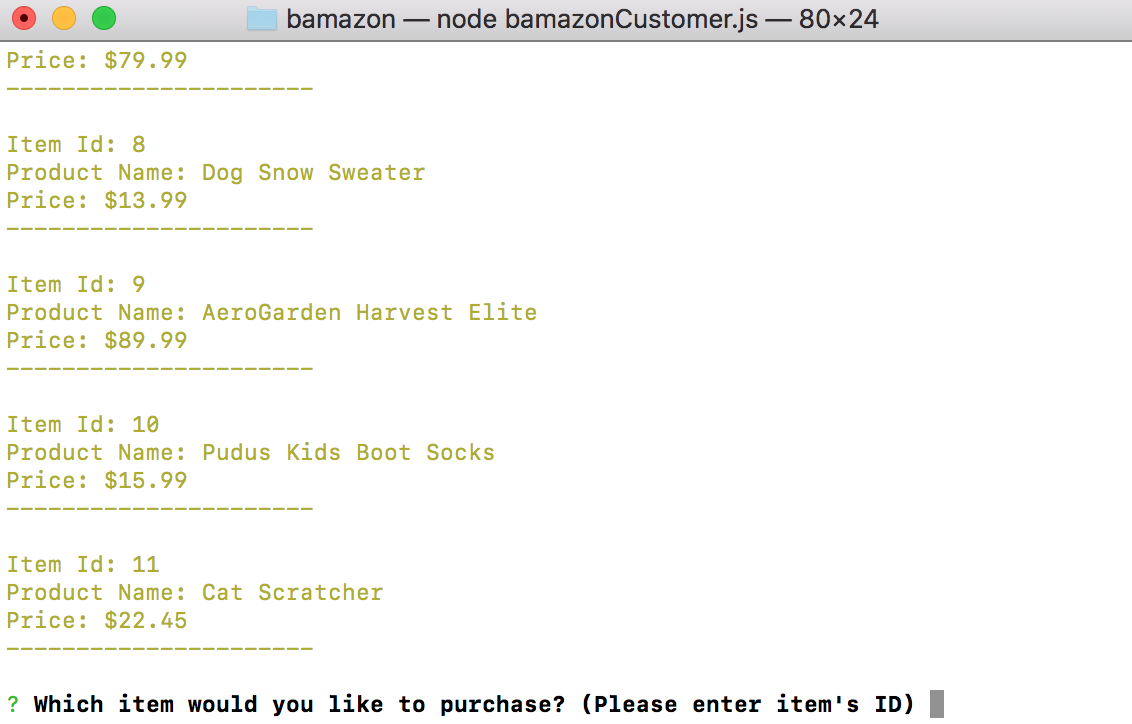 bamazon — node bamazonCustomer.js — 80×24
Price: $79.99
----------------------
Item Id: 8
Product Name: Dog Snow Sweater
Price: $13.99
----------------------
Item Id: 9
Product Name: AeroGarden Harvest Elite
Price: $89.99
----------------------
Item Id: 10
Product Name: Pudus Kids Boot Socks
Price: $15.99
----------------------
Item Id: 11
Product Name: Cat Scratcher
Price: $22.45
----------------------
? Which item would you like to purchase? (Please enter item's ID)